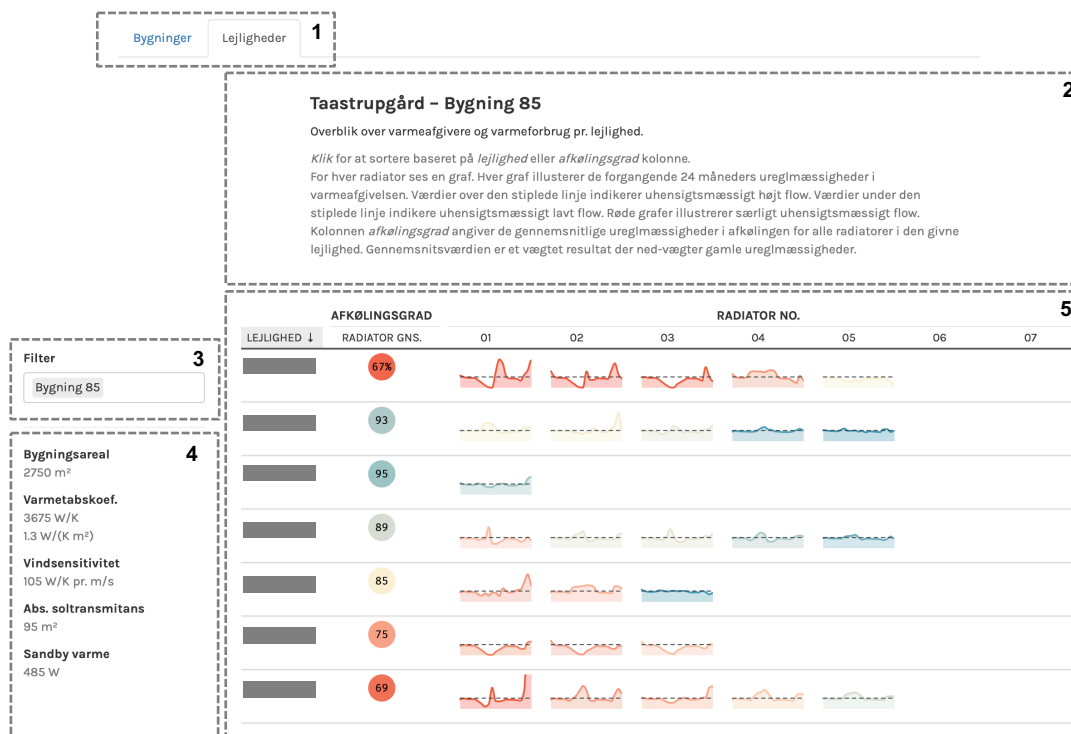 Bygninger Lejligheder 1
2
Taastrupgård – Bygning 85
Overblik over varmeafgivere og varmeforbrug pr. lejlighed.
Klik for at sortere baseret på lejlighed eller afkølingsgrad kolonne.
For hver radiator ses en graf. Hver graf illusterer de forgangende 24 måneders ureglmæssigheder i
varmeafgivelsen. Værdier over den stiplede linje indikerer uhensigtsmæssigt højt flow. Værdier under den
stiplede linje indikere uhensigtsmæssigt lavt flow. Røde grafer illustrerer særligt uhensigtsmæssigt flow.
Kolonnen afkølingsgrad angiver de gennemsnitlige ureglmæssigheder i afkølingen for alle radiatorer i den givne
lejlighed. Gennemsnitsværdien er et vægtet resultat der ned-vægter gamle ureglmæssigheder.
3
Filter
Bygning 85
4
Bygningsareal
2750 m²
Varmetabskoef.
3675 W/K
1.3 W/(K m²)
Vindsensitivitet
105 W/K pr. m/s
Abs. soltransmitans
95 m²
Sandby varme
485 W
5
AFKØLINGSGRAD RADIATOR NO.
LEJLIGHED ↓ RADIATOR GNS. 01 02 03 04 05 06 07
67%
93
95
89
85
75
69